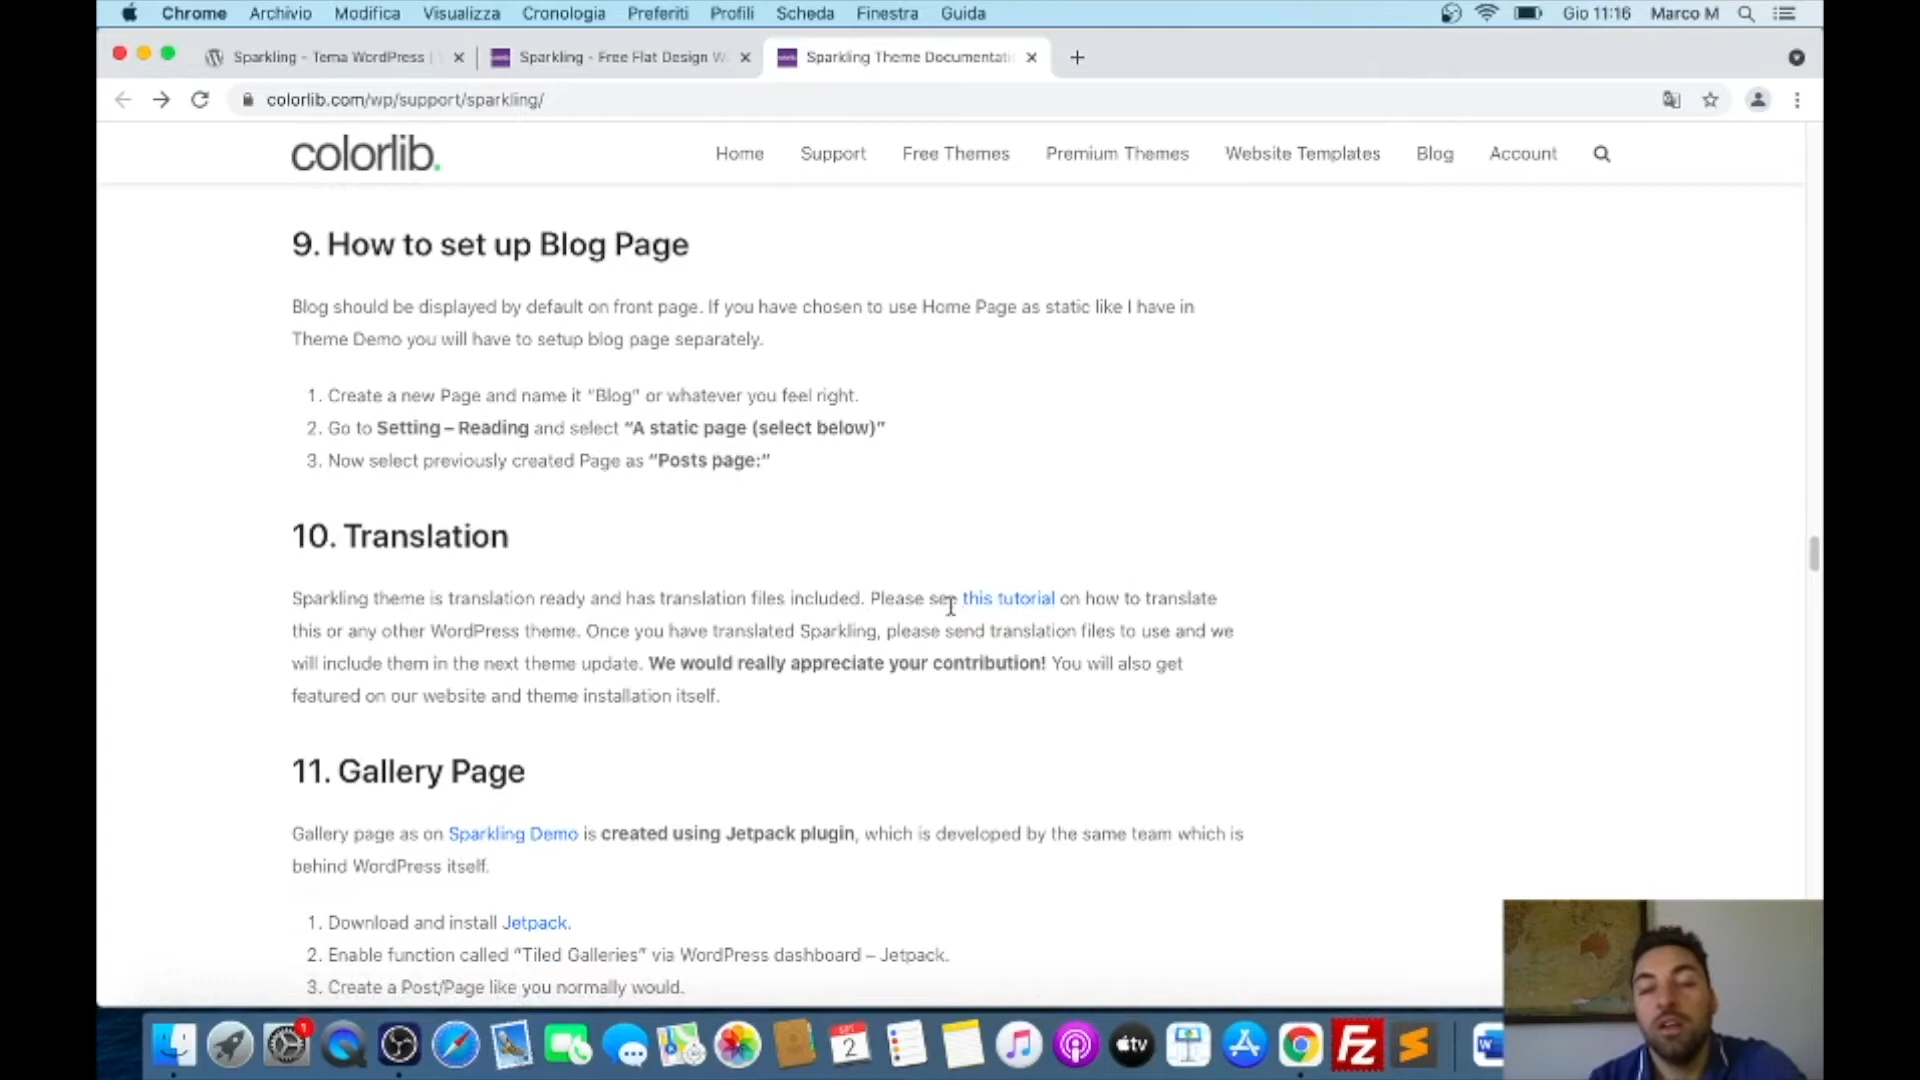 Chrome Archivio Modifica Visualizza Cronologia Preferiti Profili Scheda Finestra Guida Gio 11:16 Marco M
Sparkling - Tema WordPress | Sparkling - Free Flat Design W Sparkling Theme Documentati
colorlib.com/wp/support/sparkling/
colorlib. Home Support Free Themes Premium Themes Website Templates Blog Account
9. How to set up Blog Page
Blog should be displayed by default on front page. If you have chosen to use Home Page as static like I have in
Theme Demo you will have to setup blog page separately.
1. Create a new Page and name it “Blog” or whatever you feel right.
2. Go to Setting – Reading and select “A static page (select below)”
3. Now select previously created Page as “Posts page:”
10. Translation
Sparkling theme is translation ready and has translation files included. Please see this tutorial on how to translate
this or any other WordPress theme. Once you have translated Sparkling, please send translation files to use and we
will include them in the next theme update. We would really appreciate your contribution! You will also get
featured on our website and theme installation itself.
11. Gallery Page
Gallery page as on Sparkling Demo is created using Jetpack plugin, which is developed by the same team which is
behind WordPress itself.
1. Download and install Jetpack.
2. Enable function called “Tiled Galleries” via WordPress dashboard – Jetpack.
3. Create a Post/Page like you normally would.
1
2
tv
Fz
W